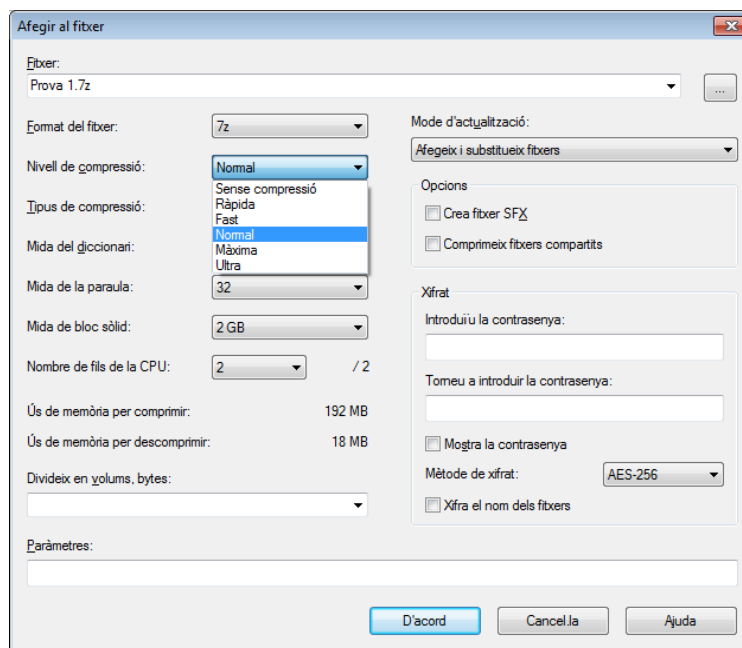 Afegir al fitxer
Fitxer:
Prova 1.7z
...
Format del fitxer:
7z
Nivell de compressió:
Normal
Sense compressió
Ràpida
Fast
Normal
Màxima
Ultra
Tipus de compressió:
Mida del diccionari:
Mida de la paraula:
32
Mida de bloc sòlid:
2 GB
Nombre de fils de la CPU:
2
/ 2
Ús de memòria per comprimir:
192 MB
Ús de memòria per descomprimir:
18 MB
Divideix en volums, bytes:
Paràmetres:
Mode d'actualització:
Afegeix i substitueix fitxers
Opcions
Crea fitxer SFX
Comprimeix fitxers compartits
Xifrat
Introduïu la contrasenya:
Torneu a introduir la contrasenya:
Mostra la contrasenya
Mètode de xifrat:
AES-256
Xifra el nom dels fitxers
D'acord
Cancel.la
Ajuda